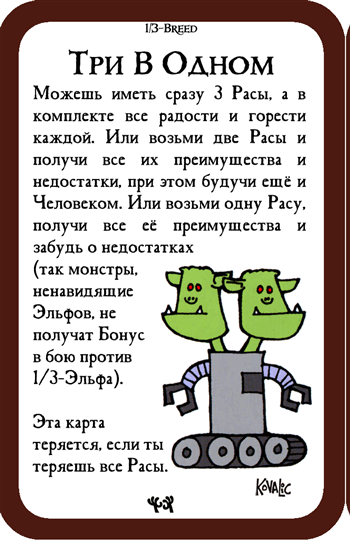 1/3-Breed
Три В Одном
Можешь иметь сразу 3 Расы, а в
комплекте все радости и горести
каждой. Или возьми две Расы и
получи все их преимущества и
недостатки, при этом будучи ещё и
Человеком. Или возьми одну Расу,
получи все её преимущества и
забудь о недостатках
(так монстры,
ненавидящие
Эльфов, не
получат Бонус
в бою против
1/3-Эльфа).
Эта карта
теряется, если ты
теряешь все Расы.
Kovalic